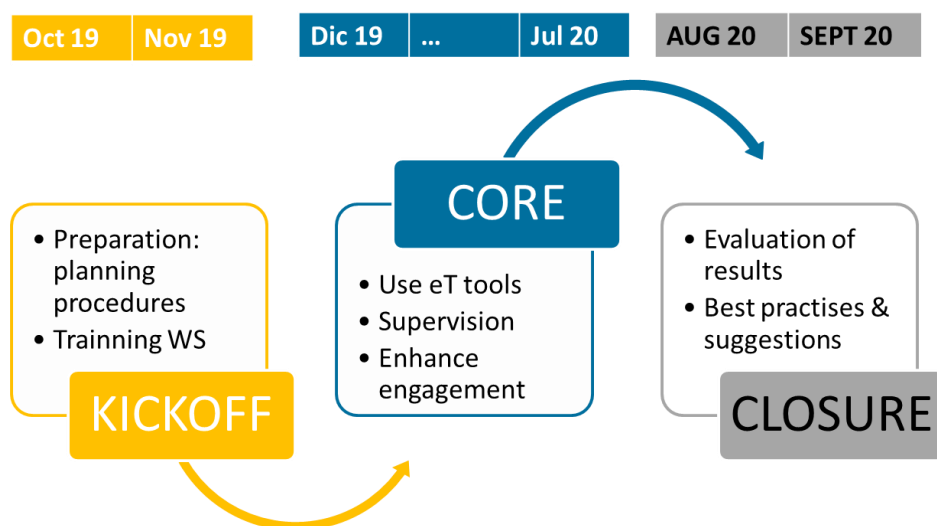 Oct 19 Nov 19 Dic 19 ... Jul 20 AUG 20 SEPT 20
• Preparation:
planning
procedures
• Trainning WS
KICKOFF
CORE
• Use eT tools
• Supervision
• Enhance
engagement
• Evaluation of
results
• Best practises &
suggestions
CLOSURE